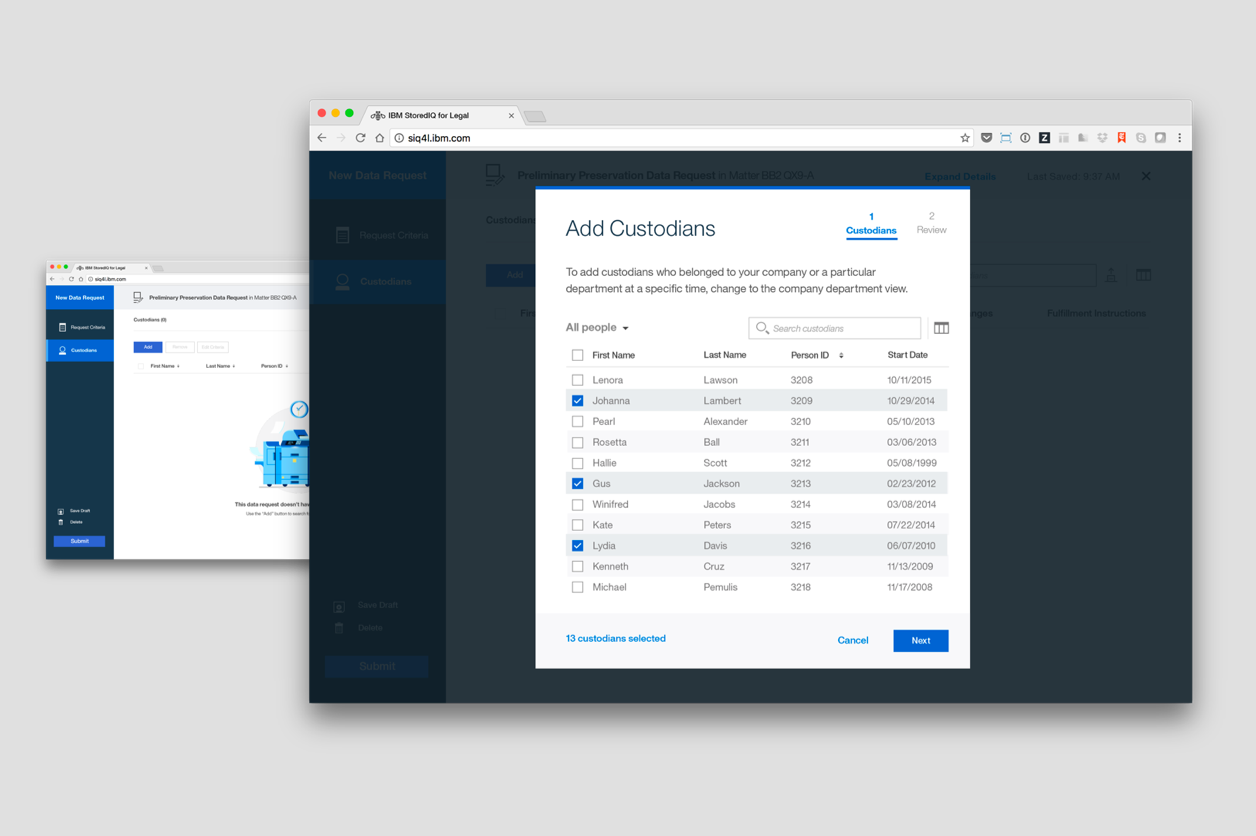 IBM StoredIQ for Legal
siq4l.ibm.com
New Data Request
Preliminary Preservation Data Request in Matter BB2 QX9-A
Expand Details
Last Saved: 9:37 AM
Request Criteria
Custodians
Custodians
Add
Fulfillment Instructions
Save Draft
Delete
Submit
Add Custodians
1
Custodians
2
Review
To add custodians who belonged to your company or a particular
department at a specific time, change to the company department view.
All people
Search custodians
First Name Last Name Person ID Start Date
Lenora Lawson 3208 10/11/2015
Johanna Lambert 3209 10/29/2014
Pearl Alexander 3210 05/10/2013
Rosetta Ball 3211 03/06/2013
Hallie Scott 3212 05/08/1999
Gus Jackson 3213 02/23/2012
Winifred Jacobs 3214 03/08/2014
Kate Peters 3215 07/22/2014
Lydia Davis 3216 06/07/2010
Kenneth Cruz 3217 11/13/2009
Michael Pemulis 3218 11/17/2008
13 custodians selected
Cancel
Next
IBM StoredIQ for Legal
siq4l.ibm.com
New Data Request
Preliminary Preservation Data Request in Matter BB2 QX9-A
Request Criteria
Custodians
Custodians (0)
Add
Remove
Edit Criteria
First Name Last Name Person ID
This data request doesn't
Use the "Add" button to search
Save Draft
Delete
Submit